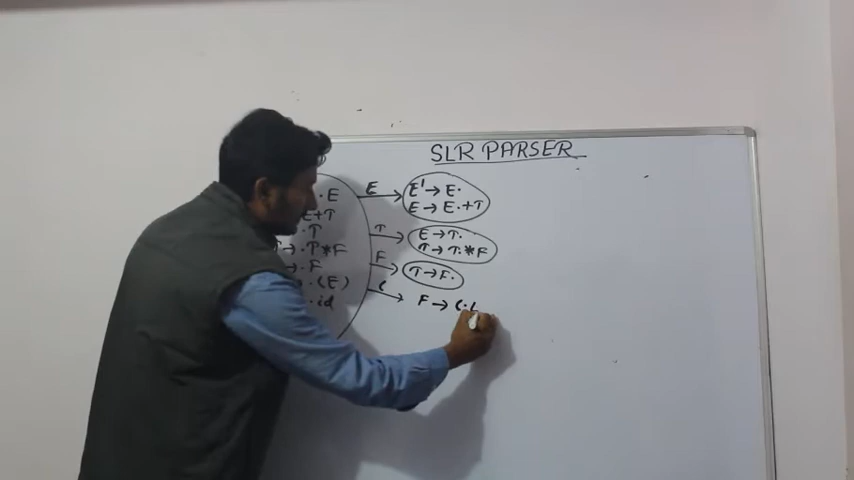 SLR PARSER
.E E E' → E.
E+T E → E.+T
.T T E → T.
.T*F T → T.*F
.F F T → F.
.(E) ( F → (.
.id